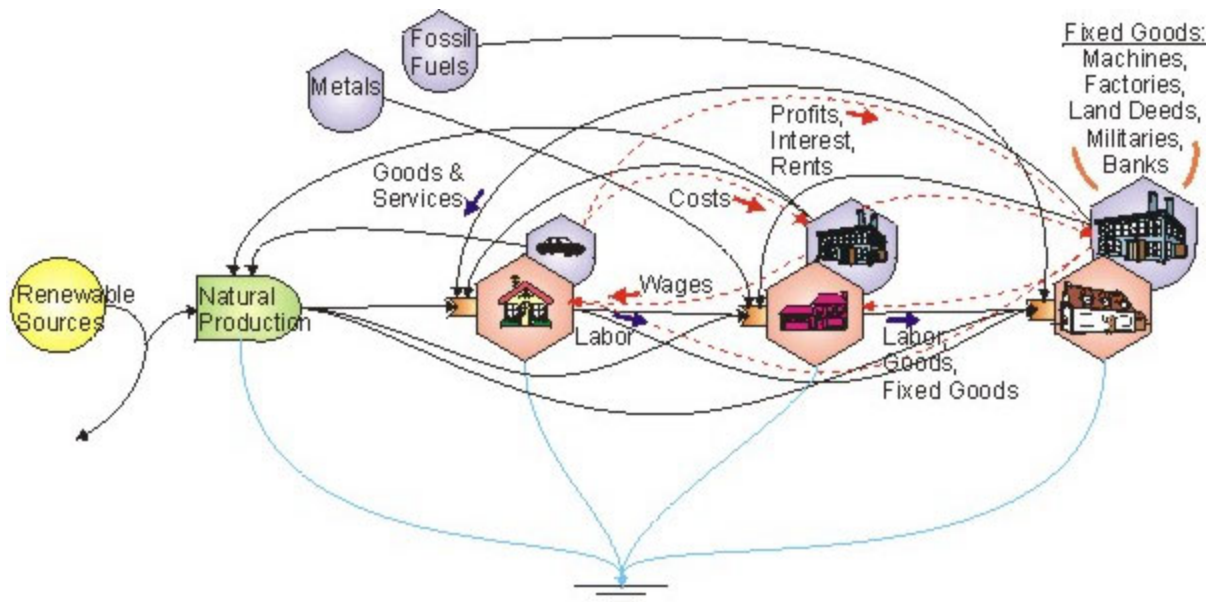 Fossil
Fuels
Metals
Fixed Goods:
Machines,
Factories,
Land Deeds,
Militaries,
Banks
Profits,
Interest,
Rents
Goods &
Services
Costs
Renewable
Sources
Natural
Production
Wages
Labor
Labor,
Goods,
Fixed Goods